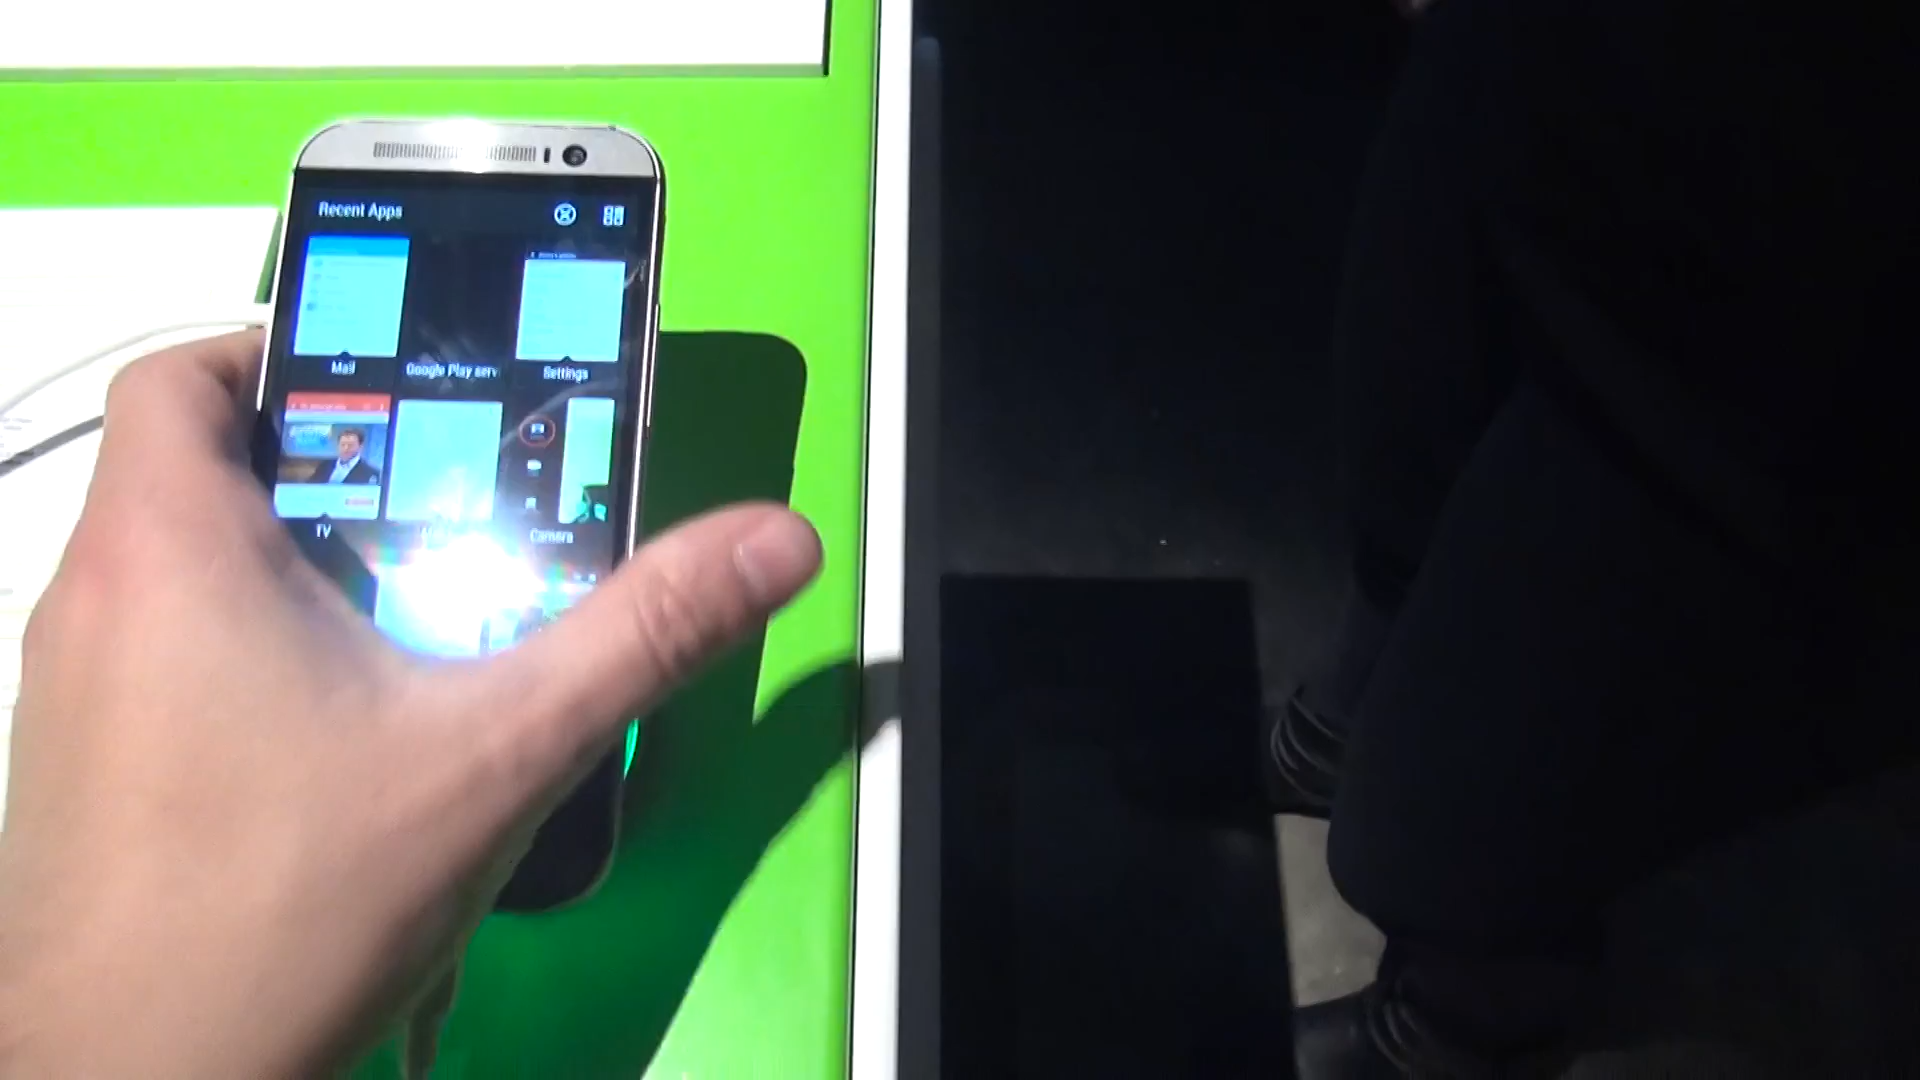 Recent Apps
Mail
Google Play serv
Settings
TV
Camera